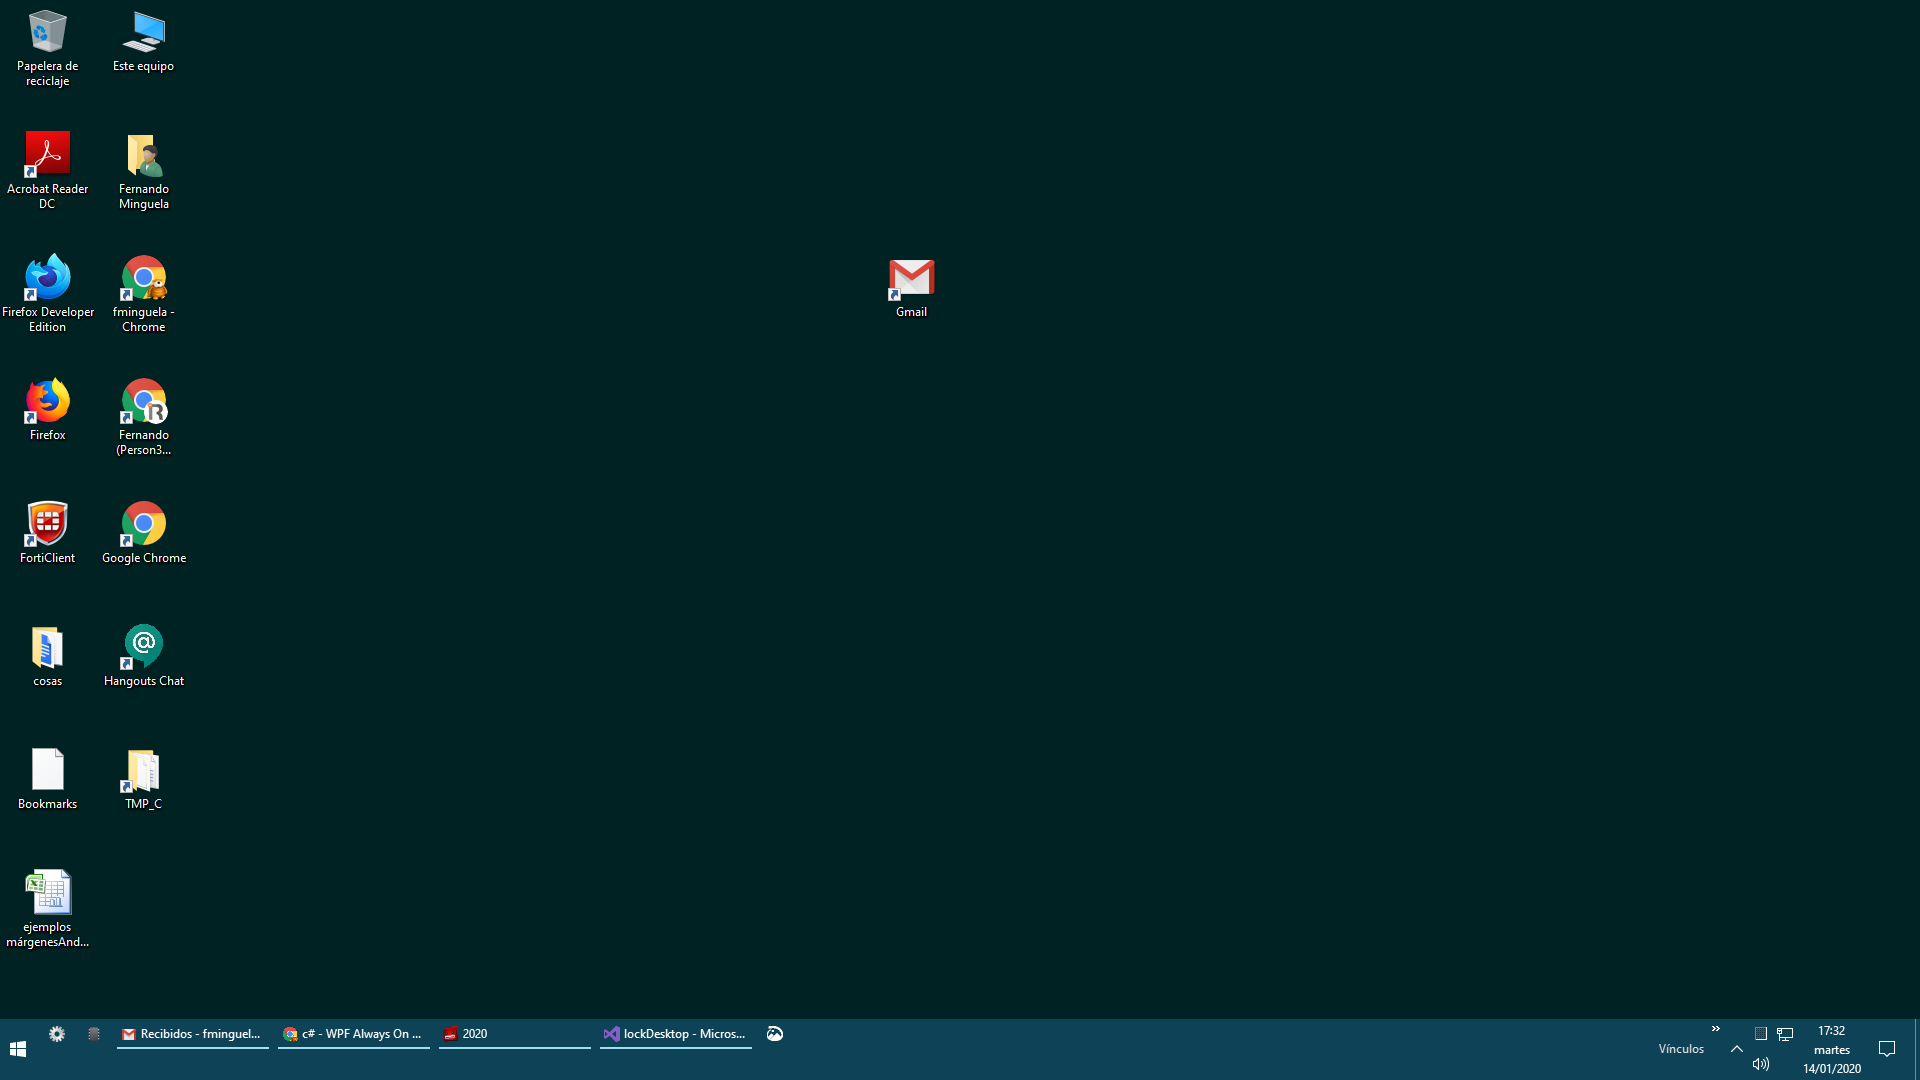 Papelera de
reciclaje
Este equipo
Acrobat Reader
DC
Fernando
Minguela
Firefox Developer
Edition
fminguela -
Chrome
Gmail
Firefox
Fernando
(Person3...
FortiClient
Google Chrome
cosas
Hangouts Chat
Bookmarks
TMP_C
ejemplos
márgenesAnd...
Recibidos - fminguel...
c# - WPF Always On ...
2020
lockDesktop - Micros...
Vínculos
17:32
martes
14/01/2020